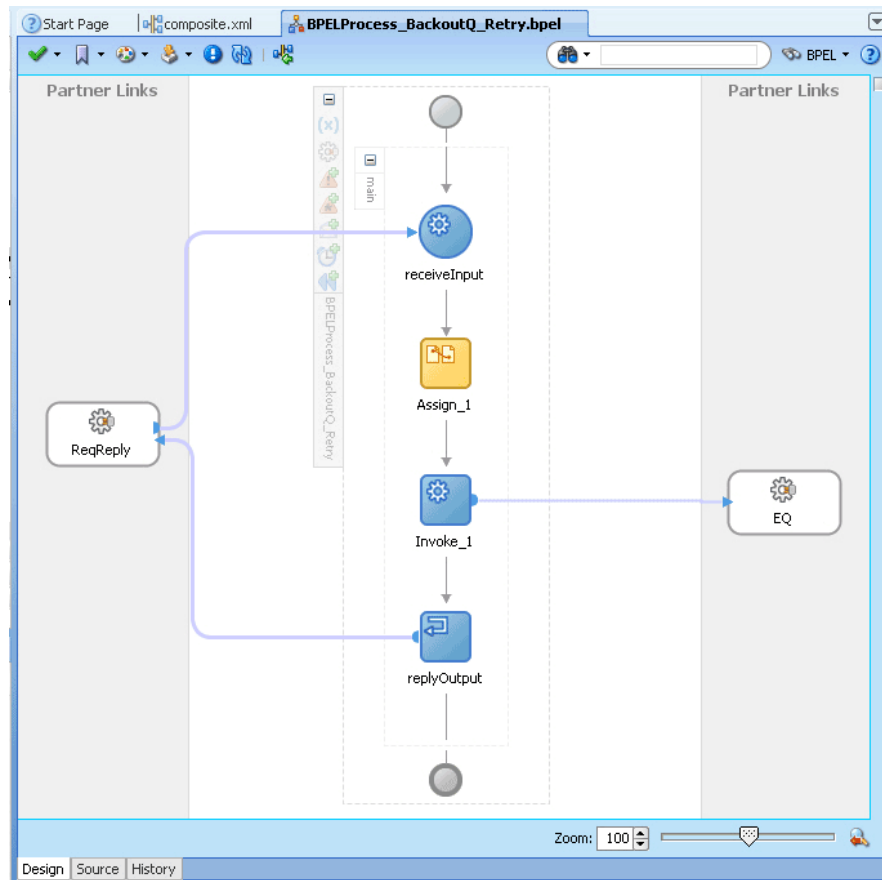 Start Page
composite.xml
BPELProcess_BackoutQ_Retry.bpel
BPEL
Partner Links
Partner Links
(x)
main
BPELProcess_BackoutQ_Retry
receiveInput
Assign_1
ReqReply
Invoke_1
EQ
replyOutput
Zoom: 100
Design Source History